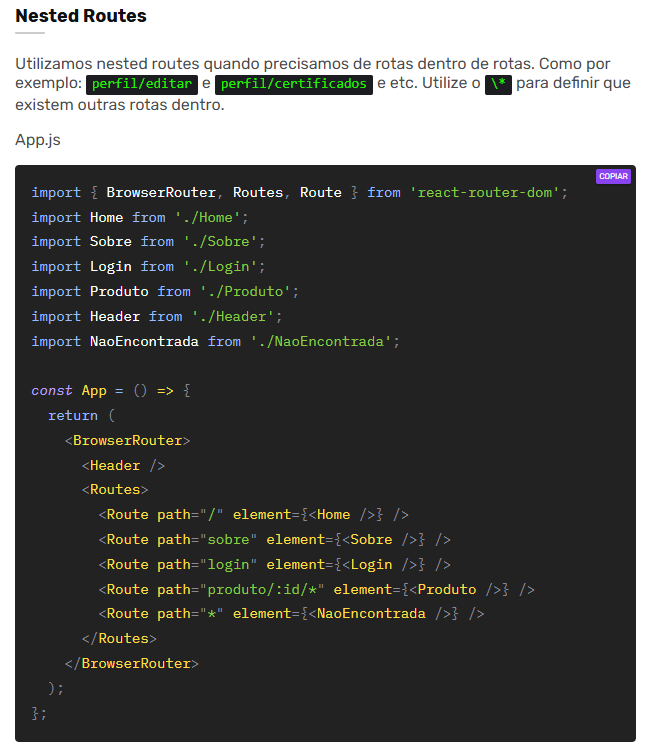 Nested Routes
Utilizamos nested routes quando precisamos de rotas dentro de rotas. Como por
exemplo: perfil/editar e perfil/certificados e etc. Utilize o \* para definir que
existem outras rotas dentro.
App.js
COPIAR
import { BrowserRouter, Routes, Route } from 'react-router-dom';
import Home from './Home';
import Sobre from './Sobre';
import Login from './Login';
import Produto from './Produto';
import Header from './Header';
import NaoEncontrada from './NaoEncontrada';
const App = () => {
  return (
    <BrowserRouter>
      <Header />
      <Routes>
        <Route path="/" element={<Home />} />
        <Route path="sobre" element={<Sobre />} />
        <Route path="login" element={<Login />} />
        <Route path="produto/:id/*" element={<Produto />} />
        <Route path="*" element={<NaoEncontrada />} />
      </Routes>
    </BrowserRouter>
  );
};